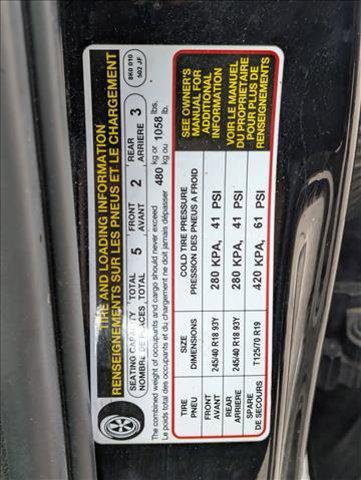 TIRE AND LOADING INFORMATION
RENSEIGNEMENTS SUR LES PNEUS ET LE CHARGEMENT
8K0 010
502 JF
SEATING CAPACITY TOTAL 5 FRONT 2 REAR 3
NOMBRE DE PLACES TOTAL AVANT ARRIERE
The combined weight of occupants and cargo should never exceed 480 kg or 1058 lbs.
Le poids total des occupants et du chargement ne doit jamais dépasser kg ou lb.
TIRE SIZE COLD TIRE PRESSURE
PNEU DIMENSIONS PRESSION DES PNEUS A FROID
SEE OWNER'S
MANUAL FOR
ADDITIONAL
INFORMATION
VOIR LE MANUEL
DU PROPRIETAIRE
POUR PLUS DE
RENSEIGNEMENTS
FRONT
AVANT 245/40 R18 93Y 280 KPA, 41 PSI
REAR
ARRIERE 245/40 R18 93Y 280 KPA, 41 PSI
SPARE
DE SECOURS T125/70 R19 420 KPA, 61 PSI